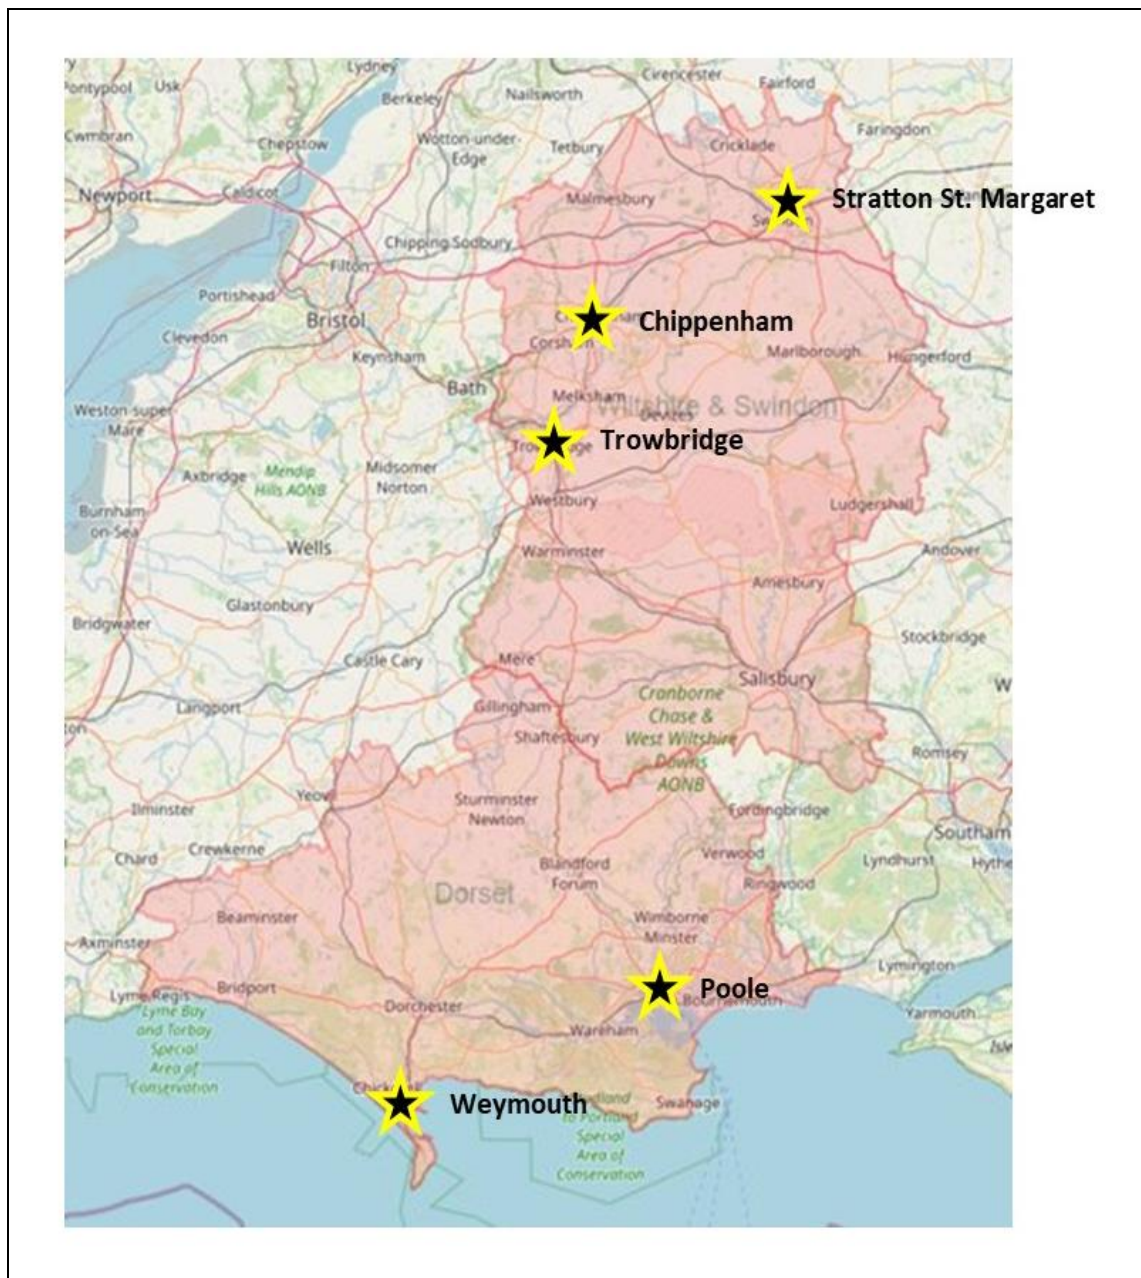 Lydney
Cirencester
Fairford
Usk
Berkeley
Nailsworth
Cwmbran
Chepstow
Wotton-under-
Edge
Tetbury
Cricklade
Faringdon
Newport
Caldicot
Malmesbury
Stratton St. Margaret
Chipping Sodbury
Filton
Portishead
Bristol
Chippenham
Clevedon
Keynsham
Marlborough
Hungerford
Bath
Melksham
Wiltshire & Swindon
Devizes
Weston-super-
Mare
Trowbridge
Axbridge
Mendip
Hills AONB
Midsomer
Norton
Westbury
Ludgershall
Burnham-
on-Sea
Wells
Warminster
Andover
Amesbury
Glastonbury
Bridgwater
Stockbridge
Castle Cary
Mere
Salisbury
Langport
Gillingham
Cranborne
Chase &
West Wiltshire
Downs
AONB
Shaftesbury
Romsey
Yeovil
Ilminster
Sturminster
Newton
Fordingbridge
Chard
Crewkerne
Verwood
Lyndhurst
Blandford
Forum
Ringwood
Dorset
Beaminster
Wimborne
Minster
Axminster
Lymington
Poole
Bournemouth
Bridport
Lyme Regis
Dorchester
Yarmouth
Lyme Bay
and Torbay
Special
Area of
Conservation
Wareham
Weymouth
Swanage
to Portland
Special
Area of
Conservation